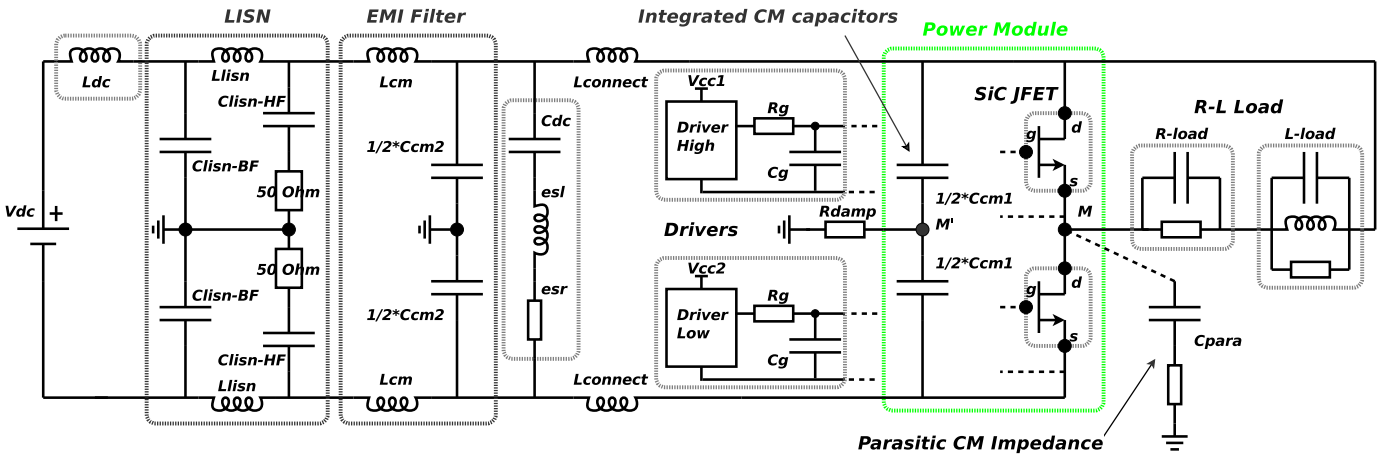 LISN
EMI Filter
Integrated CM capacitors
Power Module
Ldc
Llisn
Clisn-HF
Lcm
Lconnect
Vcc1
Driver
High
Rg
Cg
SiC JFET
R-L Load
R-load
L-load
Cdc
1/2*Ccm2
Clisn-BF
50 Ohm
esl
g
d
s
1/2*Ccm1
M
Vdc
+
Rdamp
M'
Drivers
50 Ohm
Clisn-BF
esr
1/2*Ccm2
Vcc2
Driver
Low
Rg
Cg
1/2*Ccm1
g
d
s
Cpara
Clisn-HF
Llisn
Lcm
Lconnect
Parasitic CM Impedance